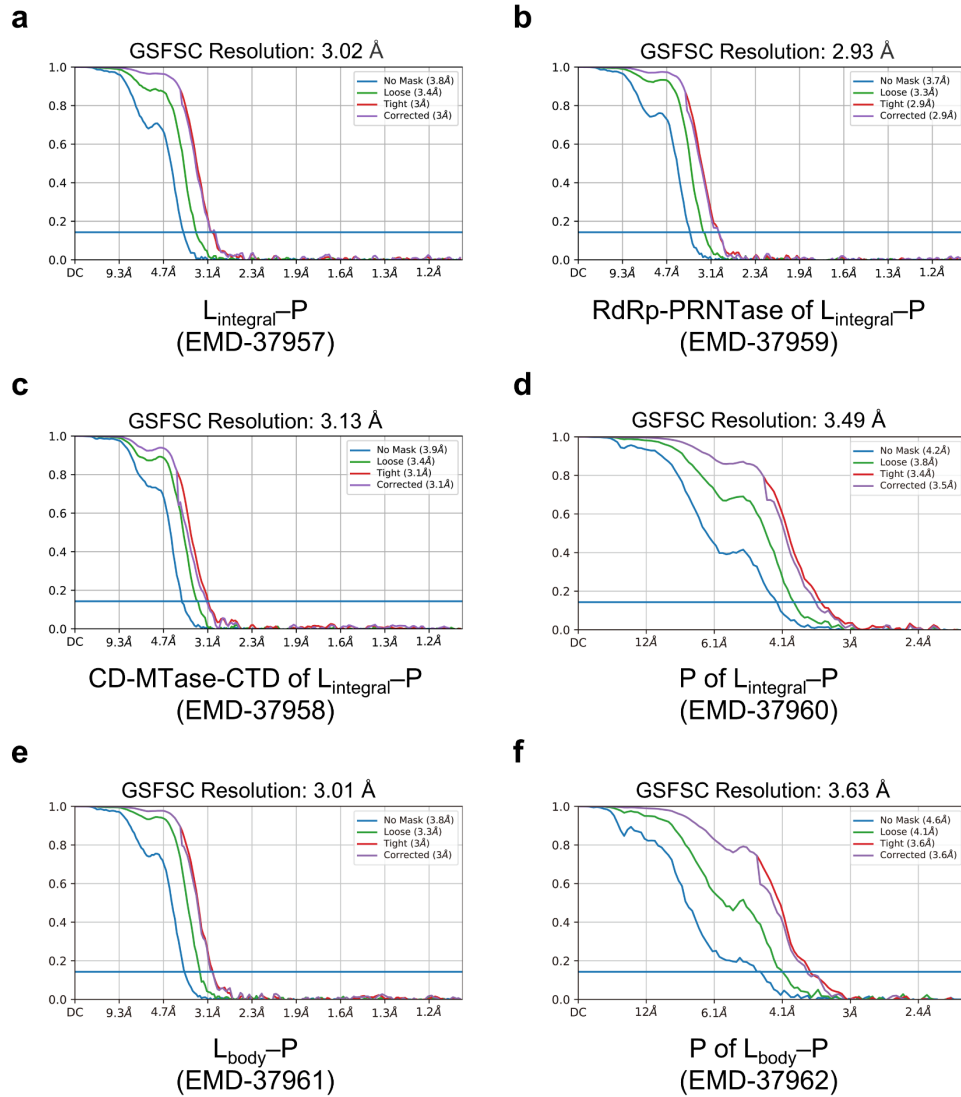 a
GSFSC Resolution: 3.02 Å
1.0
0.8
0.6
0.4
0.2
0.0
No Mask (3.8Å)
Loose (3.4Å)
Tight (3Å)
Corrected (3Å)
DC 9.3Å 4.7Å 3.1Å 2.3Å 1.9Å 1.6Å 1.3Å 1.2Å
Lintegral–P
(EMD-37957)
b
GSFSC Resolution: 2.93 Å
1.0
0.8
0.6
0.4
0.2
0.0
No Mask (3.7Å)
Loose (3.3Å)
Tight (2.9Å)
Corrected (2.9Å)
DC 9.3Å 4.7Å 3.1Å 2.3Å 1.9Å 1.6Å 1.3Å 1.2Å
RdRp-PRNTase of Lintegral–P
(EMD-37959)
c
GSFSC Resolution: 3.13 Å
1.0
0.8
0.6
0.4
0.2
0.0
No Mask (3.9Å)
Loose (3.4Å)
Tight (3.1Å)
Corrected (3.1Å)
DC 9.3Å 4.7Å 3.1Å 2.3Å 1.9Å 1.6Å 1.3Å 1.2Å
CD-MTase-CTD of Lintegral–P
(EMD-37958)
d
GSFSC Resolution: 3.49 Å
1.0
0.8
0.6
0.4
0.2
0.0
No Mask (4.2Å)
Loose (3.8Å)
Tight (3.4Å)
Corrected (3.5Å)
DC 12Å 6.1Å 4.1Å 3Å 2.4Å
P of Lintegral–P
(EMD-37960)
e
GSFSC Resolution: 3.01 Å
1.0
0.8
0.6
0.4
0.2
0.0
No Mask (3.8Å)
Loose (3.3Å)
Tight (3Å)
Corrected (3Å)
DC 9.3Å 4.7Å 3.1Å 2.3Å 1.9Å 1.6Å 1.3Å 1.2Å
Lbody–P
(EMD-37961)
f
GSFSC Resolution: 3.63 Å
1.0
0.8
0.6
0.4
0.2
0.0
No Mask (4.6Å)
Loose (4.1Å)
Tight (3.6Å)
Corrected (3.6Å)
DC 12Å 6.1Å 4.1Å 3Å 2.4Å
P of Lbody–P
(EMD-37962)